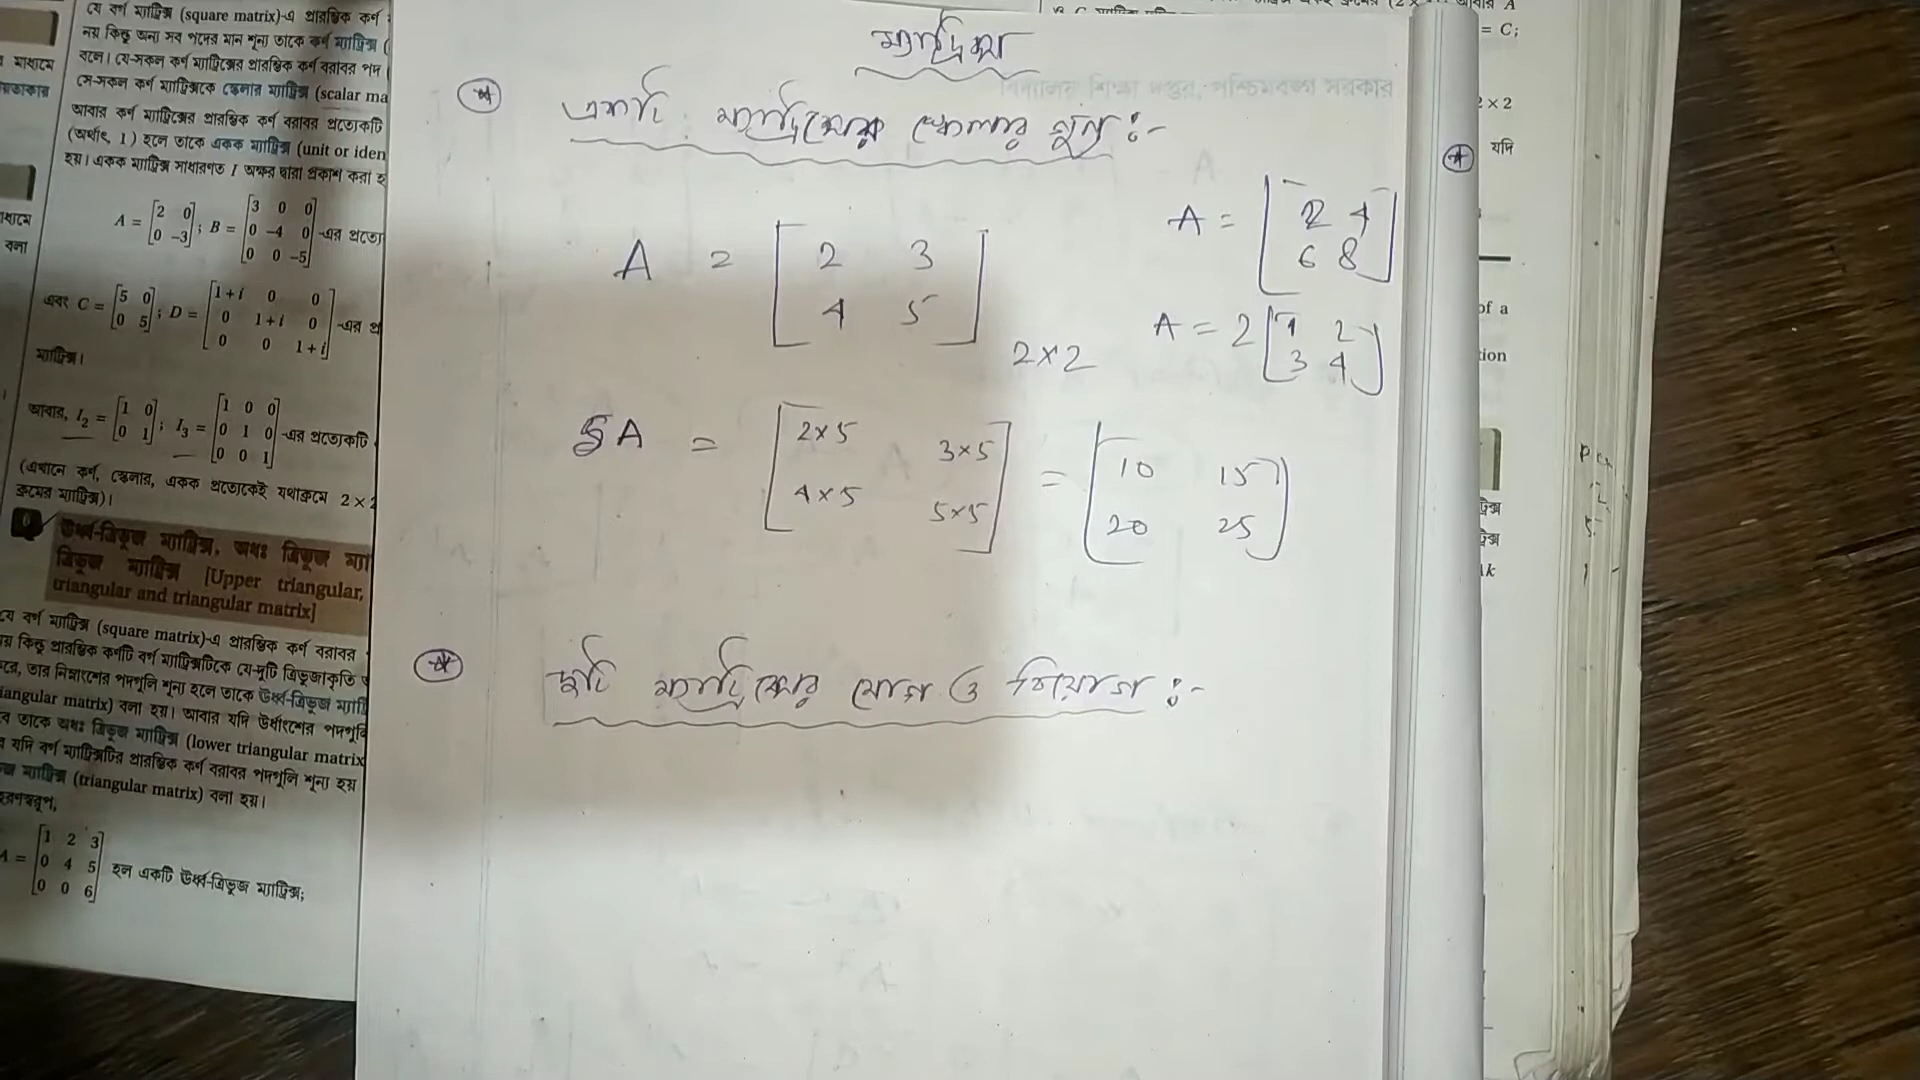 যে বর্গ ম্যাট্রিক্স (square matrix)-এ প্রারম্ভিক কর্ণ
নয় কিন্তু অন্য সব পদের মান শূন্য তাকে কর্ণ ম্যাট্রিক্স (
বলে। যে-সকল কর্ণ ম্যাট্রিক্সের প্রারম্ভিক কর্ণ বরাবর পদ
সে-সকল কর্ণ ম্যাট্রিক্সকে স্কেলার ম্যাট্রিক্স (scalar ma
আবার কর্ণ ম্যাট্রিক্সের প্রারম্ভিক কর্ণ বরাবর প্রত্যেকটি
(অর্থাৎ, 1) হলে তাকে একক ম্যাট্রিক্স (unit or iden
হয়। একক ম্যাট্রিক্স সাধারণত I অক্ষর দ্বারা প্রকাশ করা হ
A = [2 0; 0 −3]; B = [3 0 0; 0 −4 0; 0 0 −5] -এর প্রত্যে
এবং C = [5 0; 0 5]; D = [1+i 0 0; 0 1+i 0; 0 0 1+i] -এর প্র
ম্যাট্রিক্স।
আবার, I₂ = [1 0; 0 1]; I₃ = [1 0 0; 0 1 0; 0 0 1] -এর প্রত্যেকটি
(এখানে কর্ণ, স্কেলার, একক প্রত্যেকেই যথাক্রমে 2 × 2
ক্রমের ম্যাট্রিক্স)।
ঊর্ধ্ব-ত্রিভুজ ম্যাট্রিক্স, অধঃ ত্রিভুজ ম্যা
ত্রিভুজ ম্যাট্রিক্স [Upper triangular,
triangular and triangular matrix]
যে বর্গ ম্যাট্রিক্স (square matrix)-এ প্রারম্ভিক কর্ণ বরাবর
নয় কিন্তু প্রারম্ভিক কর্ণটি বর্গ ম্যাট্রিক্সটিকে যে-দুটি ত্রিভুজাকৃতি
করে, তার নিম্নাংশের পদগুলি শূন্য হলে তাকে ঊর্ধ্ব-ত্রিভুজ ম্যাট্রি
iangular matrix) বলা হয়। আবার যদি ঊর্ধ্বাংশের পদগুলি
তাকে অধঃ ত্রিভুজ ম্যাট্রিক্স (lower triangular matrix
যদি বর্গ ম্যাট্রিক্সটির প্রারম্ভিক কর্ণ বরাবর পদগুলি শূন্য হয়
ম্যাট্রিক্স (triangular matrix) বলা হয়।
A = [1 2 3; 0 4 5; 0 0 6] হল একটি ঊর্ধ্ব-ত্রিভুজ ম্যাট্রিক্স;
ম্যাট্রিক্স
একটি ম্যাট্রিক্সের স্কেলার গুণ :-
A = [2 3; 4 5] 2×2
5A = [2×5 3×5; 4×5 5×5] = [10 15; 20 25]
A = [2 4; 6 8]
A = 2 [1 2; 3 4]
দুটি ম্যাট্রিক্সের যোগ ও বিয়োগ :-
= C;
2 × 2
যদি
of a
tion